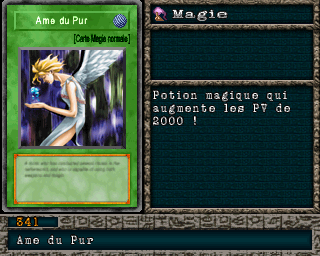 Ame du Pur
[Carte Magie normale]
Magie
Potion magique qui
augmente les PV de
2000 !
341
Ame du Pur